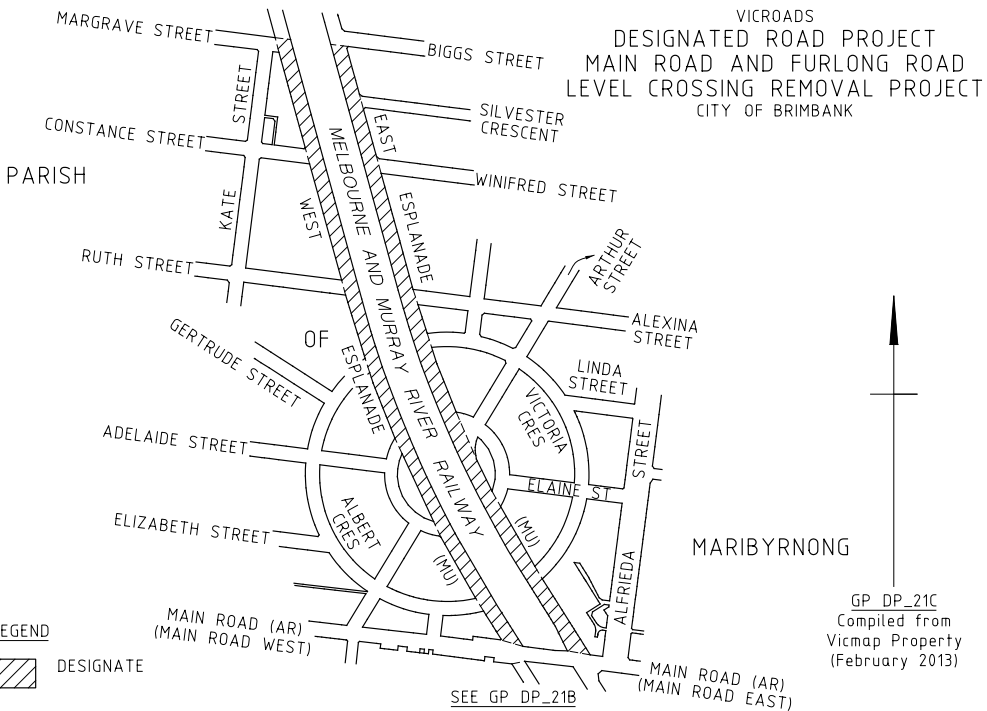 VICROADS
DESIGNATED ROAD PROJECT
MAIN ROAD AND FURLONG ROAD
LEVEL CROSSING REMOVAL PROJECT
CITY OF BRIMBANK
MARGRAVE STREET
BIGGS STREET
KATE STREET
SILVESTER
CRESCENT
CONSTANCE STREET
EAST ESPLANADE
WINIFRED STREET
PARISH
WEST ESPLANADE
MELBOURNE AND MURRAY RIVER RAILWAY
RUTH STREET
ARTHUR
STREET
ALEXINA
STREET
OF
GERTRUDE STREET
LINDA
STREET
VICTORIA
CRES
ADELAIDE STREET
ALFRIEDA STREET
ELAINE ST
ALBERT
CRES
ELIZABETH STREET
(MU)
(MU)
MARIBYRNONG
GP DP_21C
Compiled from
Vicmap Property
(February 2013)
MAIN ROAD (AR)
(MAIN ROAD WEST)
EGEND
DESIGNATE
MAIN ROAD (AR)
(MAIN ROAD EAST)
SEE GP DP_21B